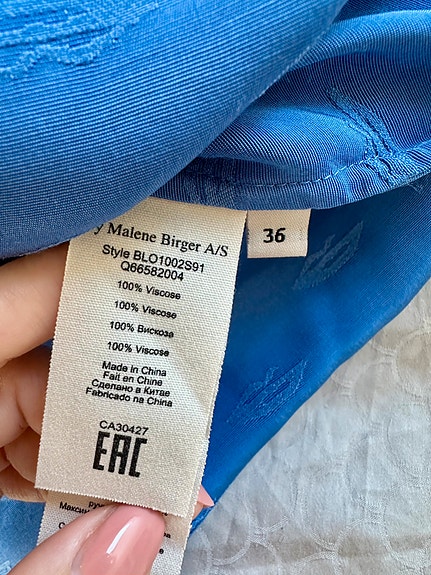 y Malene Birger A/S
Style BLO1002S91
Q66582004
36
100% Viscose
100% Viscose
100% Вискоза
100% Viscose
Made in China
Fait en Chine
Сделано в Китае
Fabricado na China
CA30427
EAC